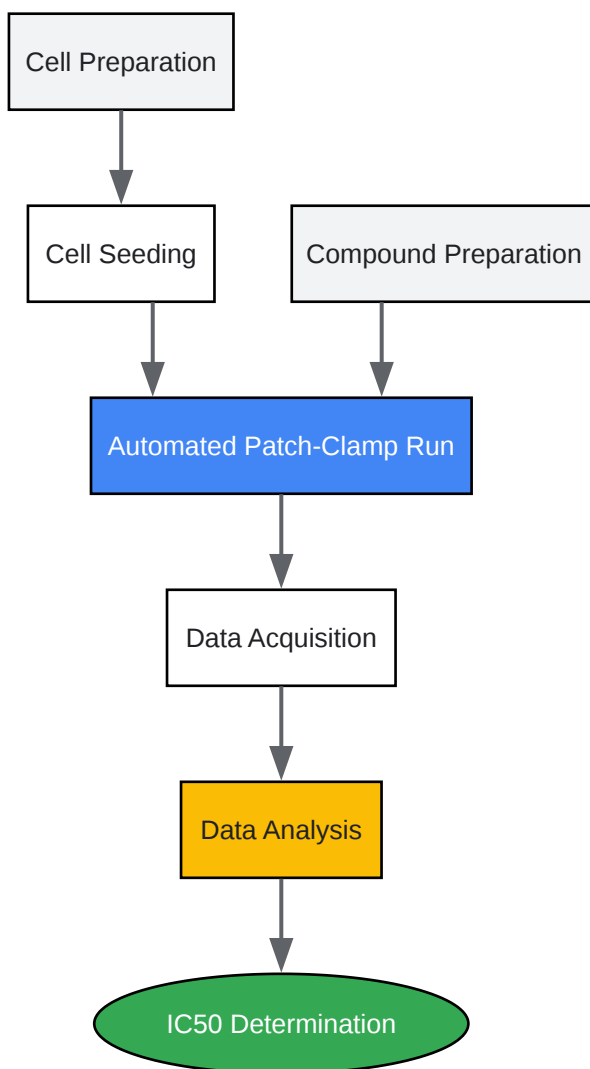 Cell Preparation
Cell Seeding
Compound Preparation
Automated Patch-Clamp Run
Data Acquisition
Data Analysis
IC50 Determination